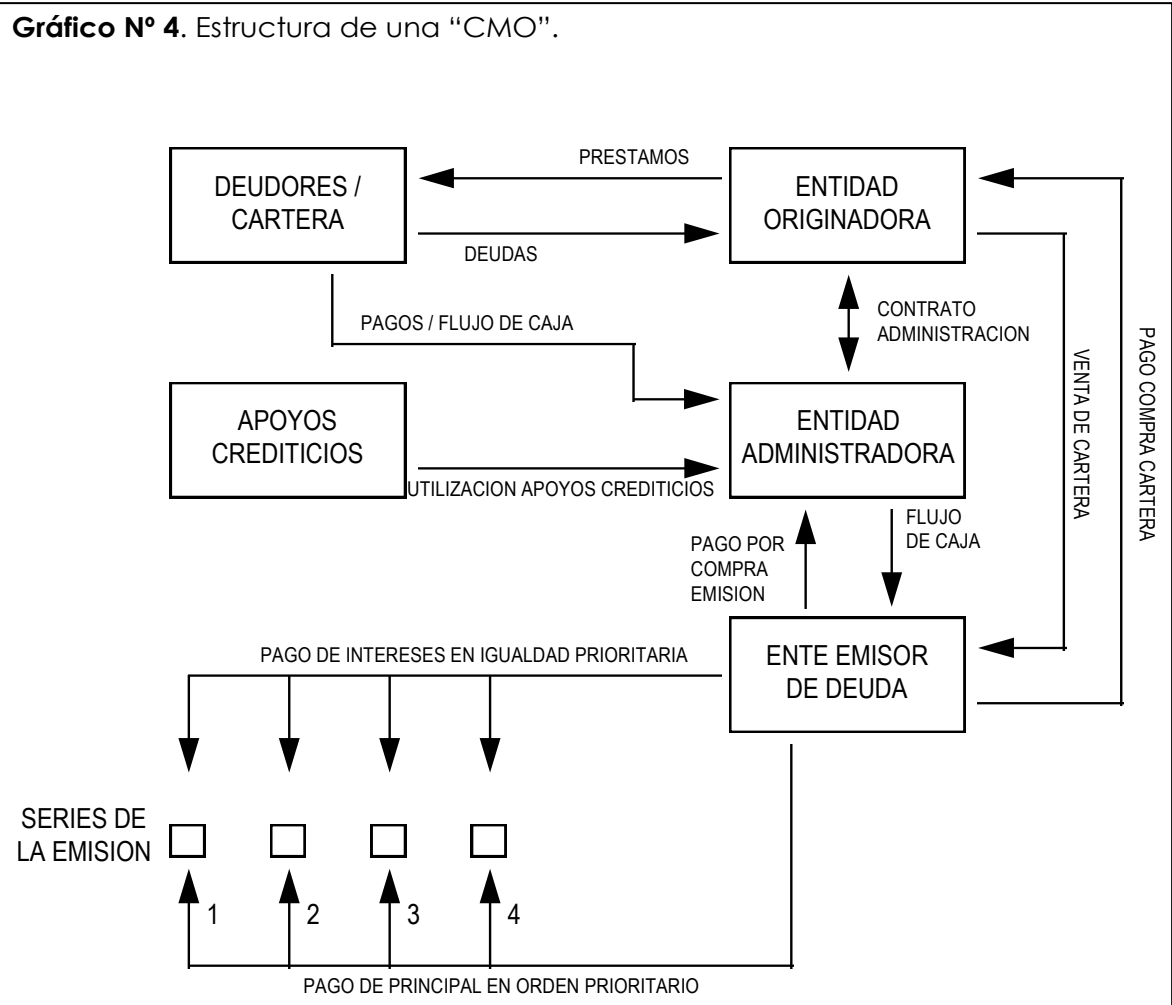 Gráfico Nº 4. Estructura de una “CMO”.
PRESTAMOS
DEUDORES /
CARTERA
ENTIDAD
ORIGINADORA
DEUDAS
PAGOS / FLUJO DE CAJA
CONTRATO
ADMINISTRACION
VENTA DE CARTERA
PAGO COMPRA CARTERA
APOYOS
CREDITICIOS
ENTIDAD
ADMINISTRADORA
UTILIZACION APOYOS CREDITICIOS
PAGO POR
COMPRA
EMISION
FLUJO
DE CAJA
PAGO DE INTERESES EN IGUALDAD PRIORITARIA
ENTE EMISOR
DE DEUDA
SERIES DE
LA EMISION
1
2
3
4
PAGO DE PRINCIPAL EN ORDEN PRIORITARIO